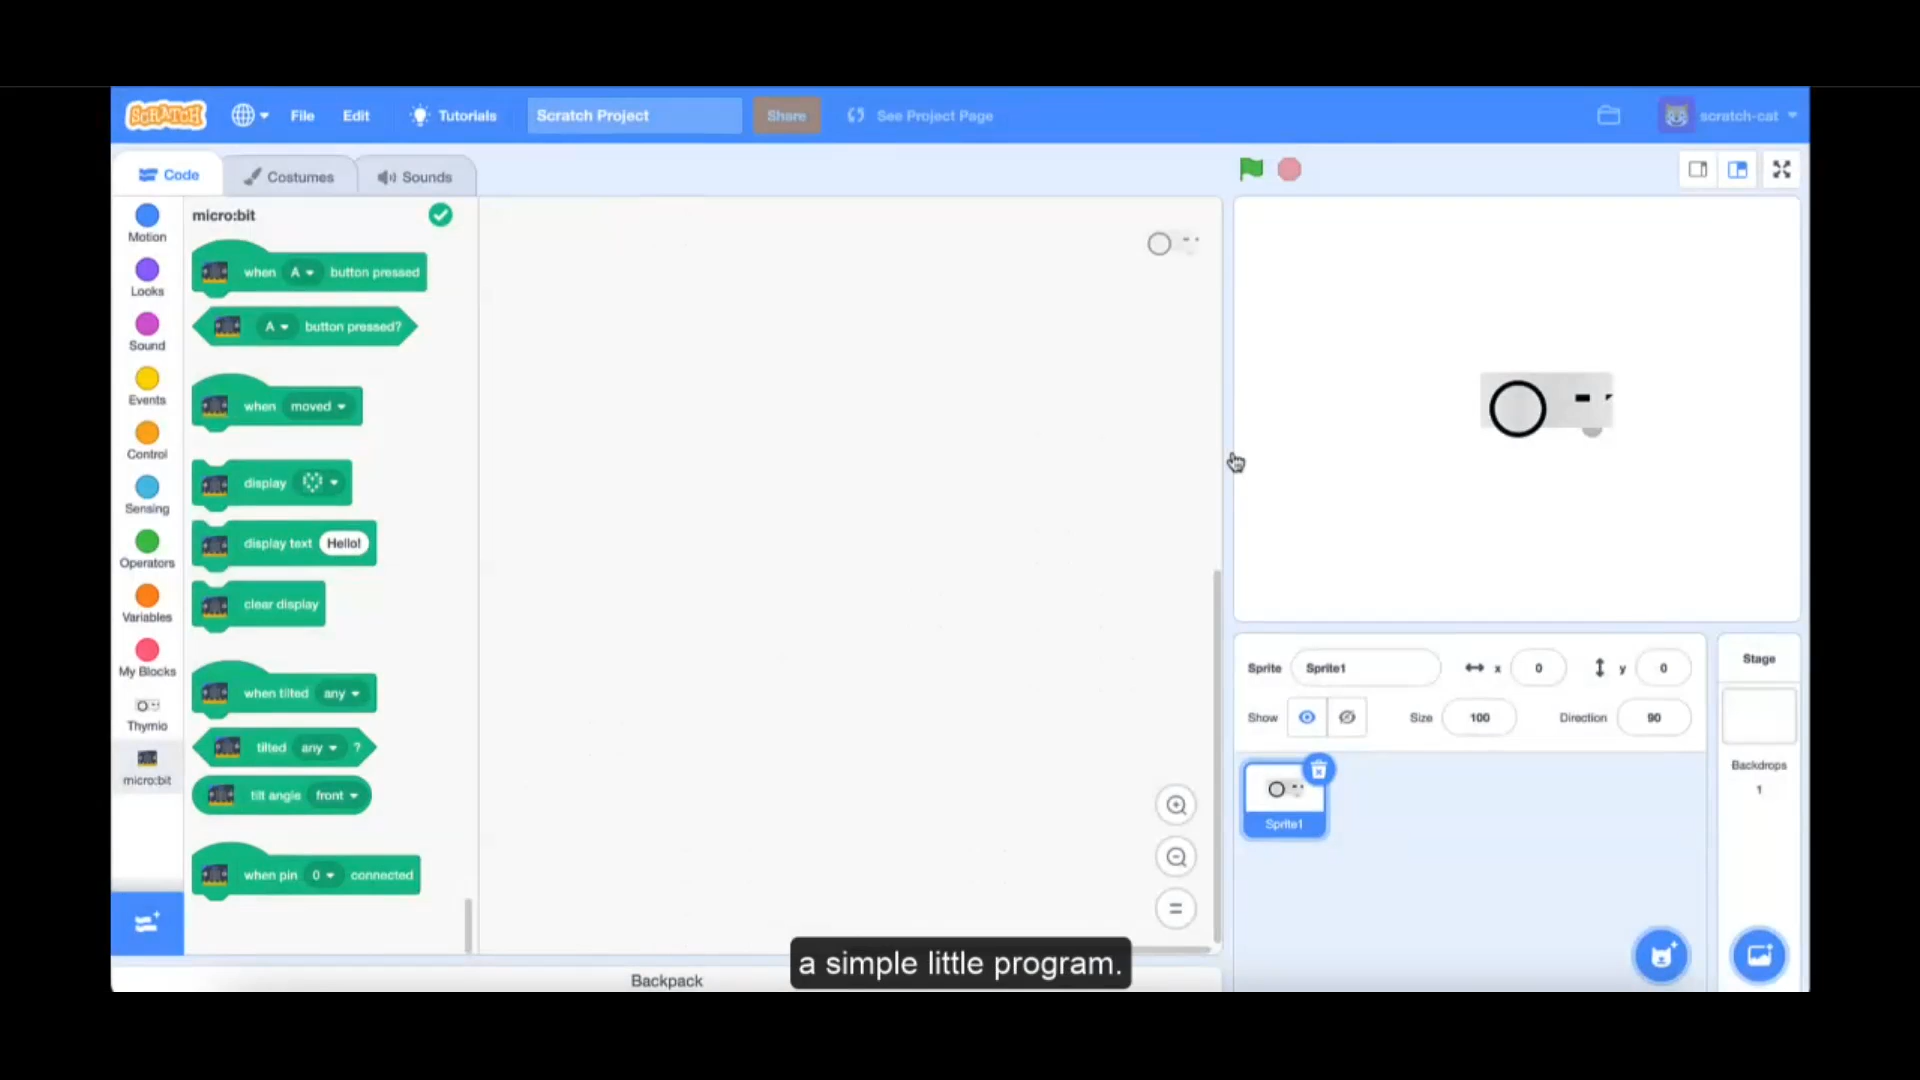 SCRATCH
File
Edit
Tutorials
Scratch Project
Share
See Project Page
scratch-cat
Code
Costumes
Sounds
Motion
Looks
Sound
Events
Control
Sensing
Operators
Variables
My Blocks
Thymio
micro:bit
micro:bit
when A button pressed
A button pressed?
when moved
display
display text Hello!
clear display
when tilted any
tilted any ?
tilt angle front
when pin 0 connected
Backpack
a simple little program.
Sprite Sprite1 x 0 y 0
Show Size 100 Direction 90
Sprite1
Stage
Backdrops
1